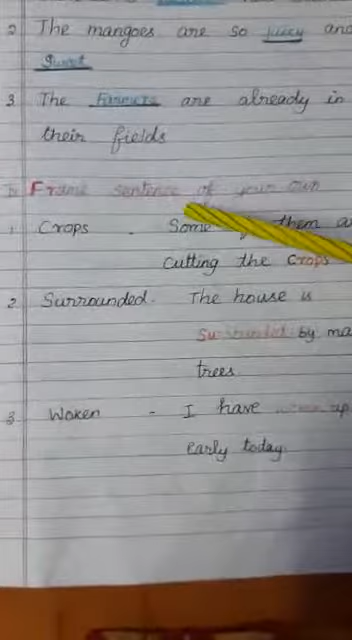 2 The mangoes are so juicy and
Sweet
3 The Farmers are already in
their fields
Frame sentence of your own
1 Crops - Some them a
Cutting the Crops
2 Surrounded. The house is
Surrounded by ma
trees
3 Woken - I have woken up
early today